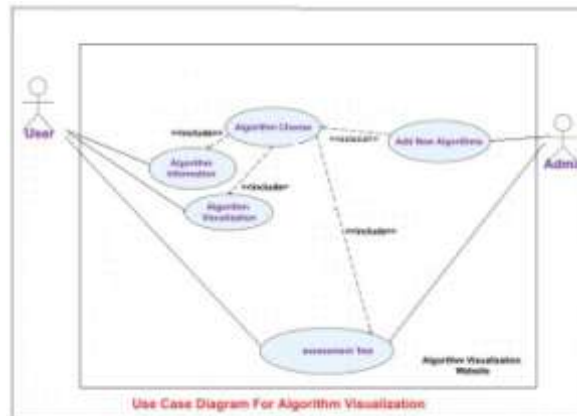 Algorithm Choose
User
<<include>>
Add New Algorithms
Algorithm
Information
Admin
<<include>
Algorithm
Visualization
<<include>>
Assessment Test
Algorithm Visualization
Website
Use Case Diagram For Algorithm Visualization